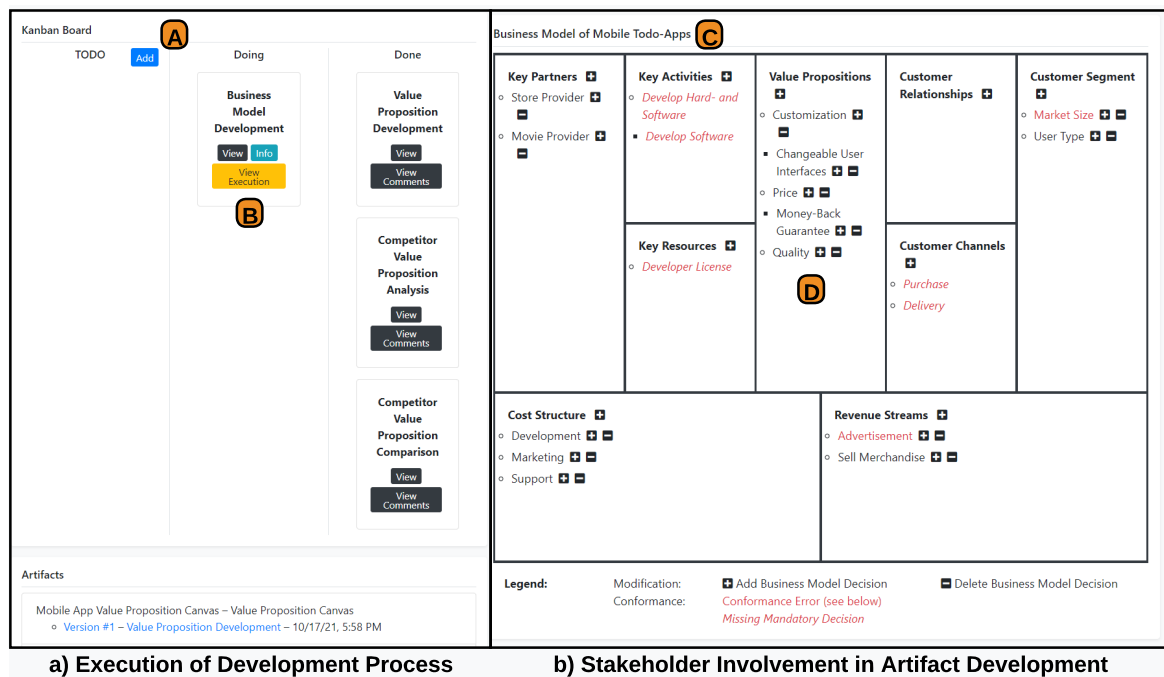 Kanban Board
A
TODO
Add
Doing
Done
Business
Model
Development
View Info
View
Execution
B
Value
Proposition
Development
View
View
Comments
Competitor
Value
Proposition
Analysis
View
View
Comments
Competitor
Value
Proposition
Comparison
View
View
Comments
Artifacts
Mobile App Value Proposition Canvas – Value Proposition Canvas
Version #1 – Value Proposition Development – 10/17/21, 5:58 PM
a) Execution of Development Process
Business Model of Mobile Todo-Apps
C
Key Partners
Store Provider
Movie Provider
Key Activities
Develop Hard- and
Software
Develop Software
Key Resources
Developer License
Value Propositions
Customization
Changeable User
Interfaces
Price
Money-Back
Guarantee
Quality
D
Customer
Relationships
Customer Channels
Purchase
Delivery
Customer Segment
Market Size
User Type
Cost Structure
Development
Marketing
Support
Revenue Streams
Advertisement
Sell Merchandise
Legend:
Modification:
Add Business Model Decision
Delete Business Model Decision
Conformance:
Conformance Error (see below)
Missing Mandatory Decision
b) Stakeholder Involvement in Artifact Development